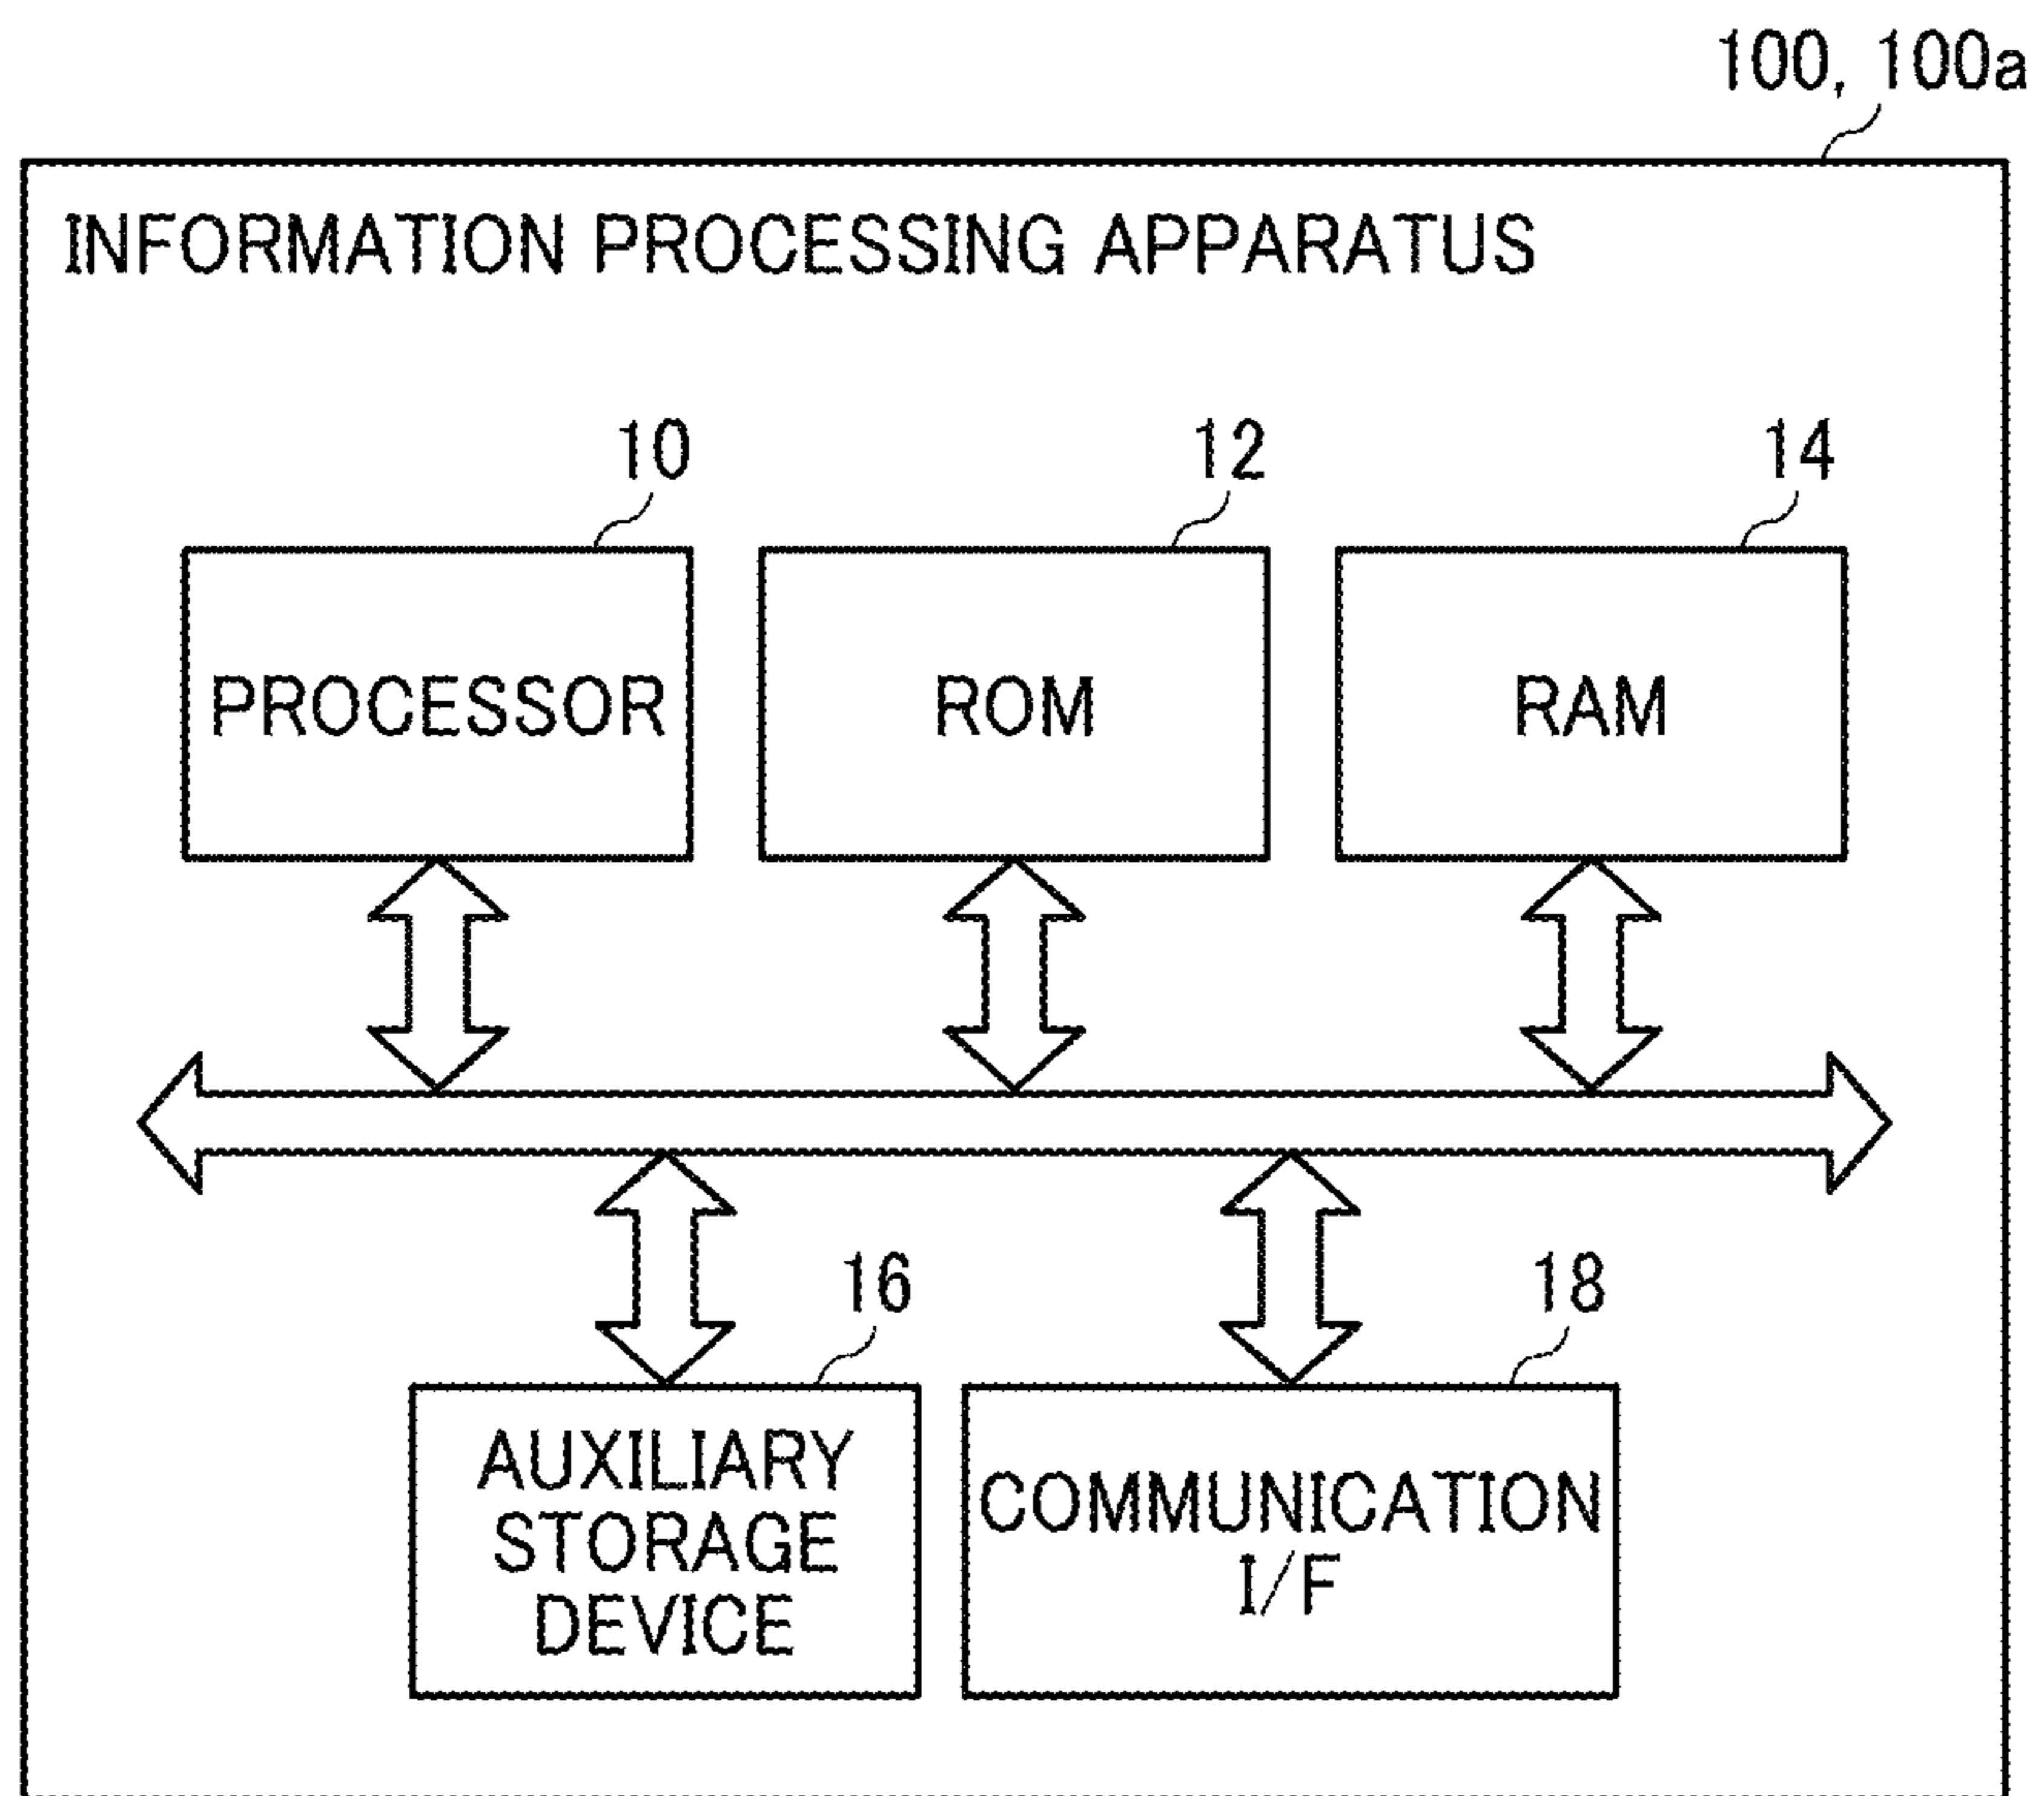 100, 100a
INFORMATION PROCESSING APPARATUS
10
12
14
PROCESSOR
ROM
RAM
16
18
AUXILIARY
STORAGE
DEVICE
COMMUNICATION
I/F